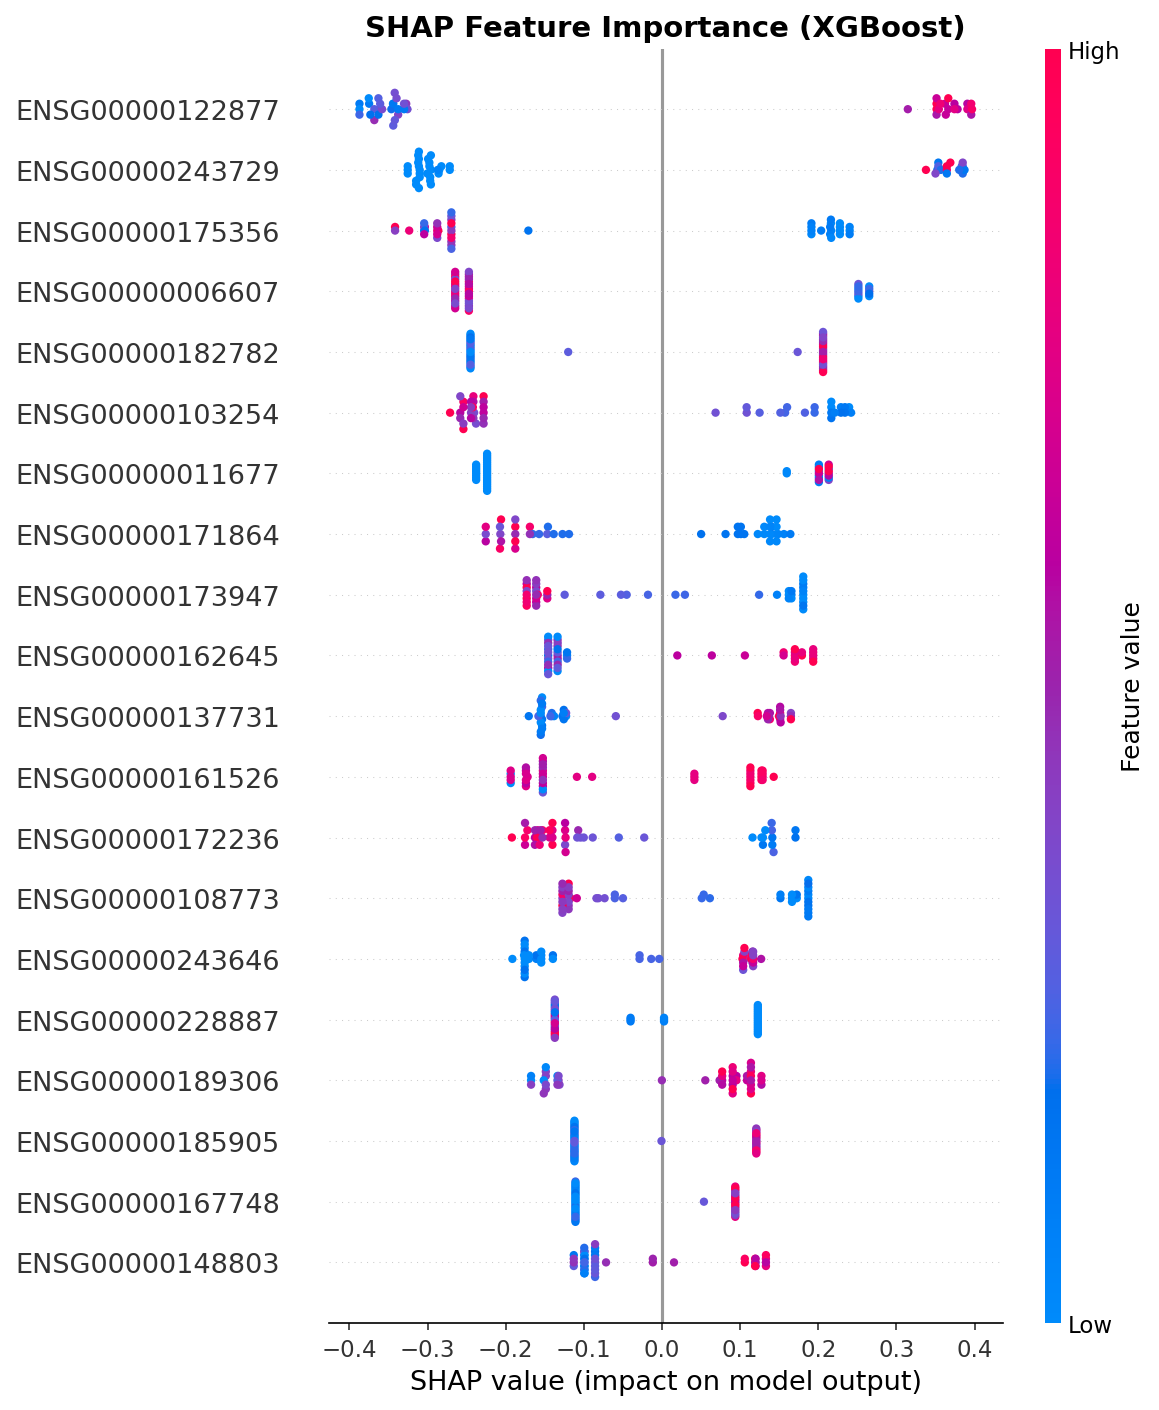 SHAP Feature Importance (XGBoost)
High
ENSG00000122877
ENSG00000243729
ENSG00000175356
ENSG00000006607
ENSG00000182782
ENSG00000103254
ENSG00000011677
ENSG00000171864
ENSG00000173947
ENSG00000162645
ENSG00000137731
ENSG00000161526
ENSG00000172236
ENSG00000108773
ENSG00000243646
ENSG00000228887
ENSG00000189306
ENSG00000185905
ENSG00000167748
ENSG00000148803
Feature value
Low
−0.4 −0.3 −0.2 −0.1 0.0 0.1 0.2 0.3 0.4
SHAP value (impact on model output)